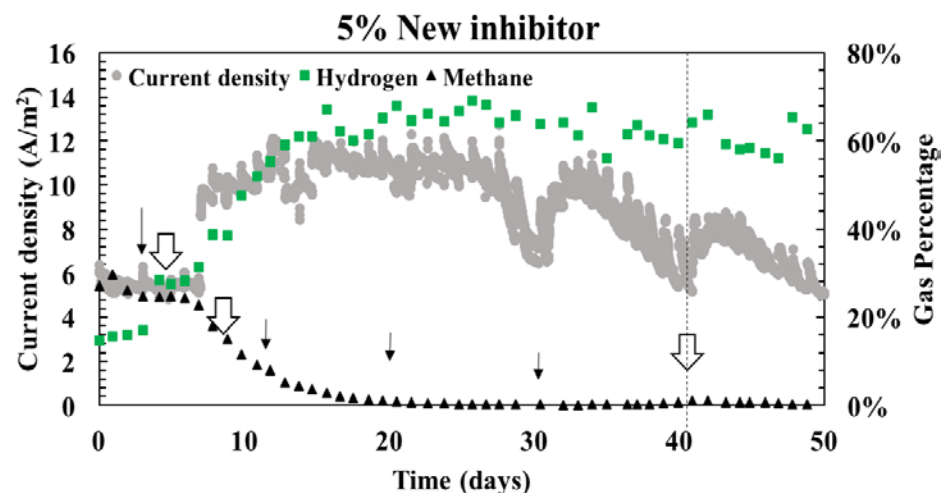 5% New inhibitor
Current density Hydrogen Methane
Current density (A/m²)
16
14
12
10
8
6
4
2
0
80%
60%
40%
20%
0%
Gas Percentage
0 10 20 30 40 50
Time (days)